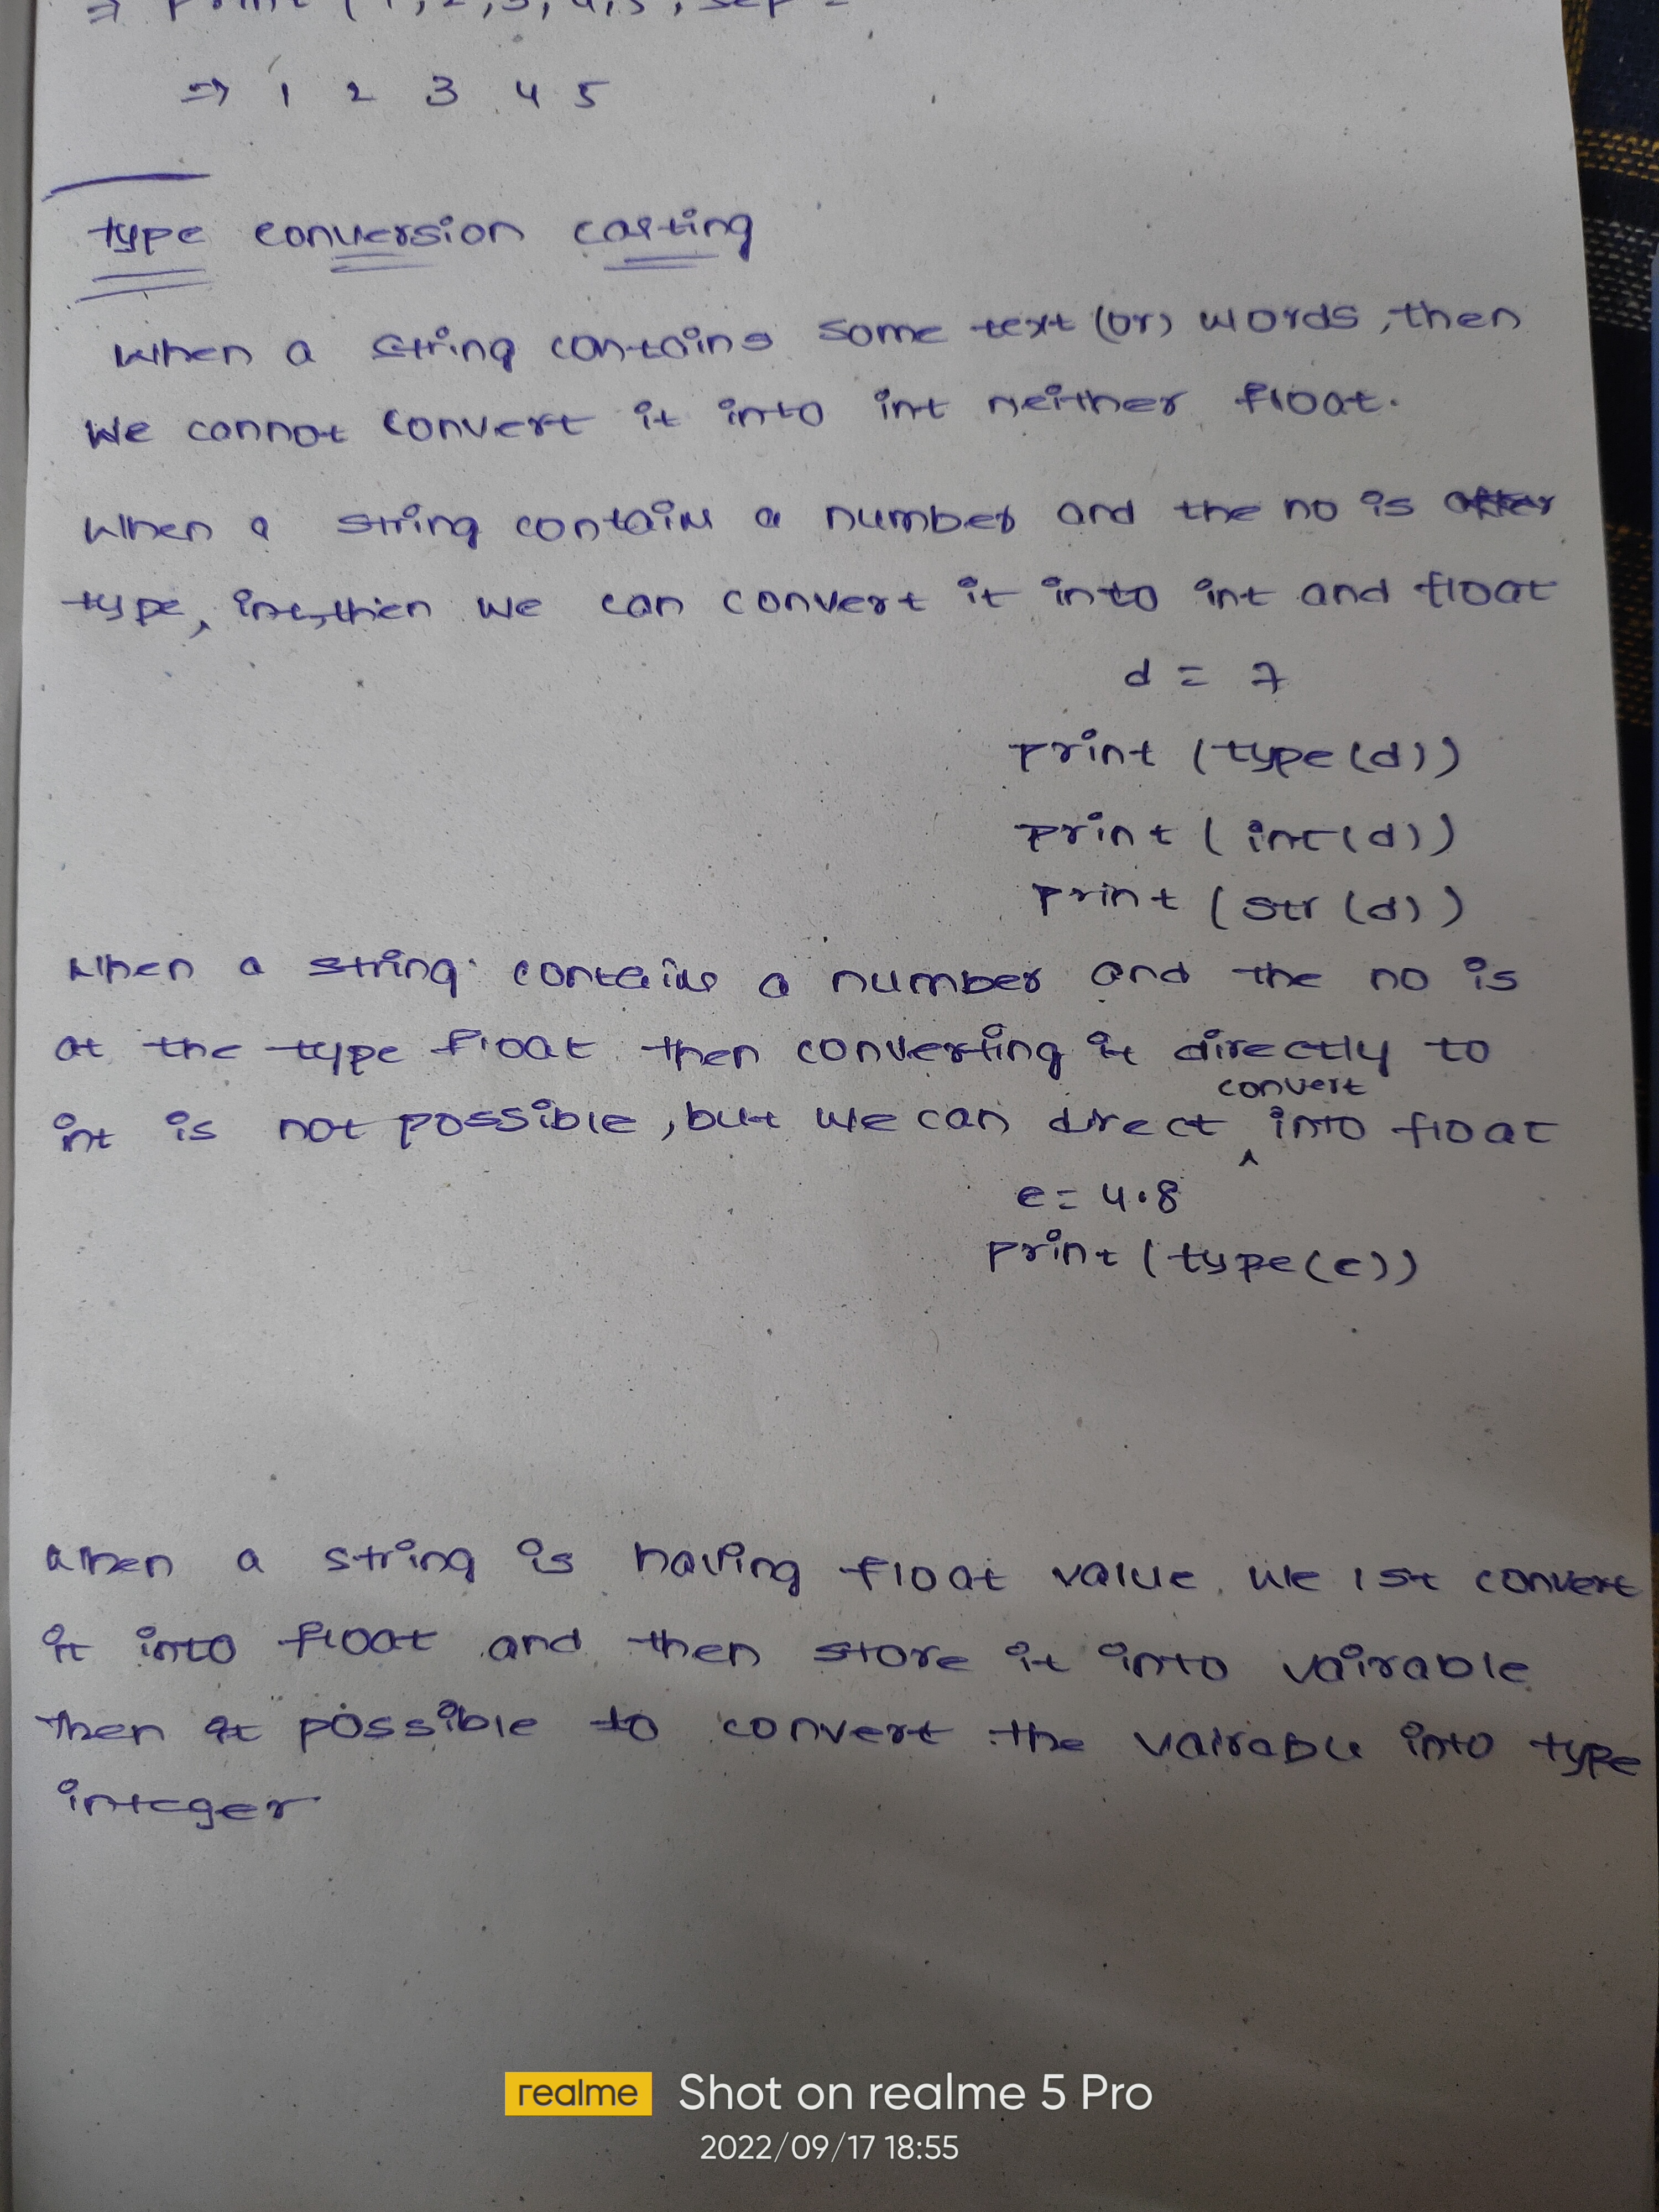 ⇒ print (1,2,3,4,5, sep =
⇒ 1 2 3 4 5
type conversion casting
when a string contains some text (or) words, then
we cannot convert it into int neither float.
when a string contains a number and the no is after
type, int, then we can convert it into int and float
d = 7
print (type(d))
print (int(d))
print (str(d))
when a string contains a number and the no is
at the type float then converting it directly to
int is not possible, but we can direct convert into float
e = 4.8
print (type(e))
when a string is having float value, we 1st convert
it into float and then store it into vairable
then it possible to convert the vairable into type
integer
realme Shot on realme 5 Pro
2022/09/17 18:55